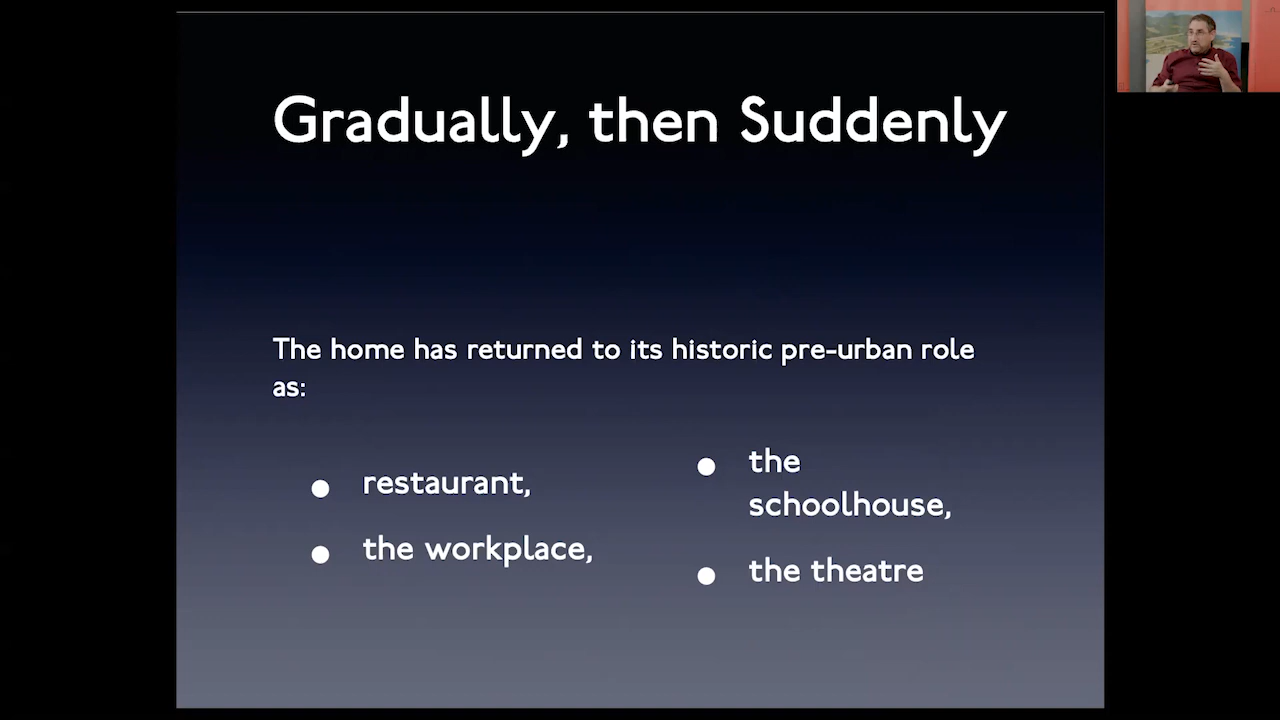 Gradually, then Suddenly
The home has returned to its historic pre-urban role
as:
restaurant,
the workplace,
the
schoolhouse,
the theatre